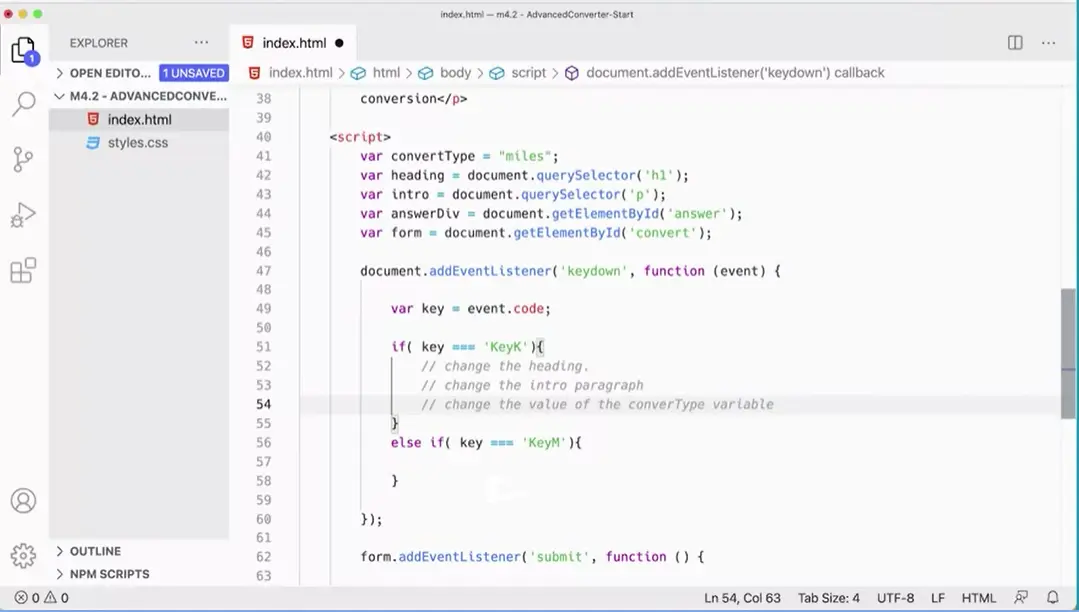 index.html — m4.2 - AdvancedConverter-Start
EXPLORER
index.html
1
OPEN EDITO... 1 UNSAVED
index.html > html > body > script > document.addEventListener('keydown') callback
M4.2 - ADVANCEDCONVE...
index.html
styles.css
38 conversion</p>
39
40 <script>
41 var convertType = "miles";
42 var heading = document.querySelector('h1');
43 var intro = document.querySelector('p');
44 var answerDiv = document.getElementById('answer');
45 var form = document.getElementById('convert');
46
47 document.addEventListener('keydown', function (event) {
48
49 var key = event.code;
50
51 if( key === 'KeyK'){
52 // change the heading.
53 // change the intro paragraph
54 // change the value of the converType variable
55 }
56 else if( key === 'KeyM'){
57
58 }
59
60 });
61
62 form.addEventListener('submit', function () {
63
OUTLINE
NPM SCRIPTS
0 0
Ln 54, Col 63 Tab Size: 4 UTF-8 LF HTML